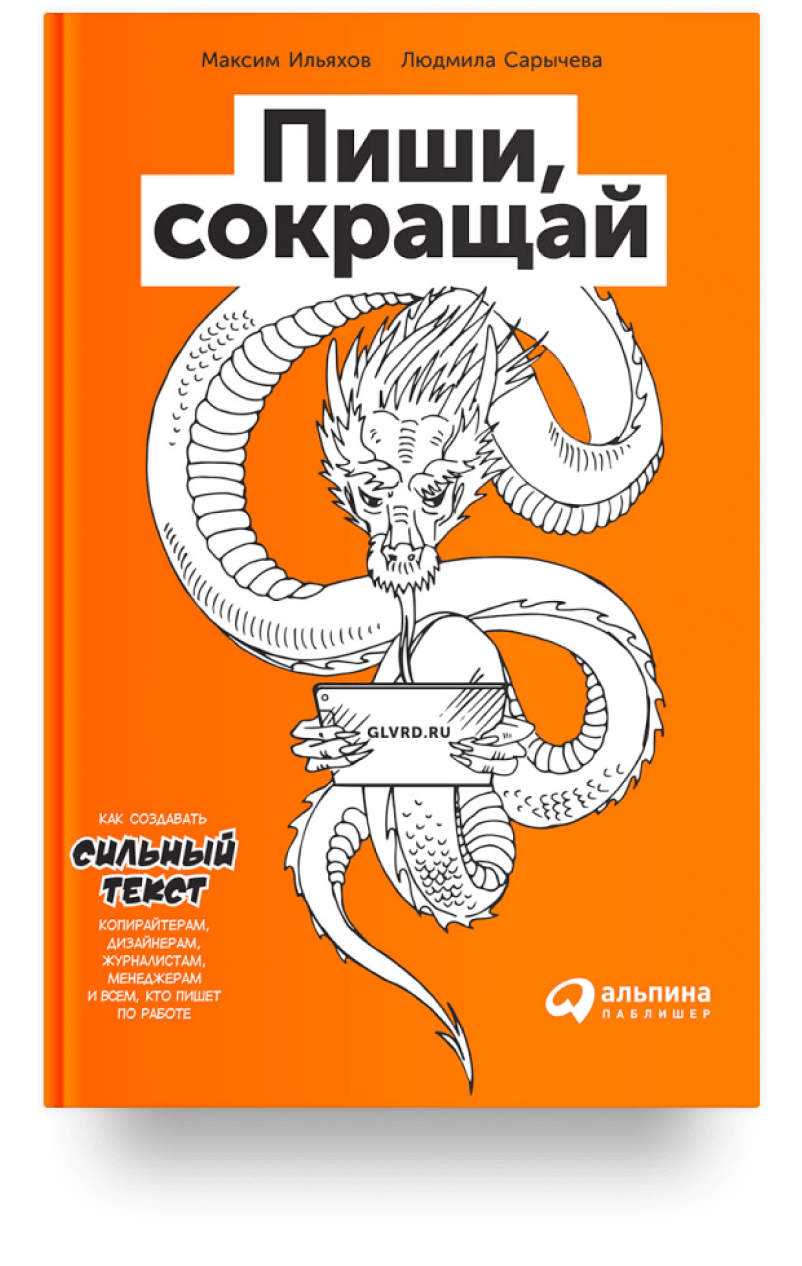 Максим Ильяхов Людмила Сарычева
Пиши,
сокращай
GLVRD.RU
КАК СОЗДАВАТЬ
СИЛЬНЫЙ
ТЕКСТ
КОПИРАЙТЕРАМ,
ДИЗАЙНЕРАМ,
ЖУРНАЛИСТАМ,
МЕНЕДЖЕРАМ
И ВСЕМ, КТО ПИШЕТ
ПО РАБОТЕ
альпина
ПАБЛИШЕР